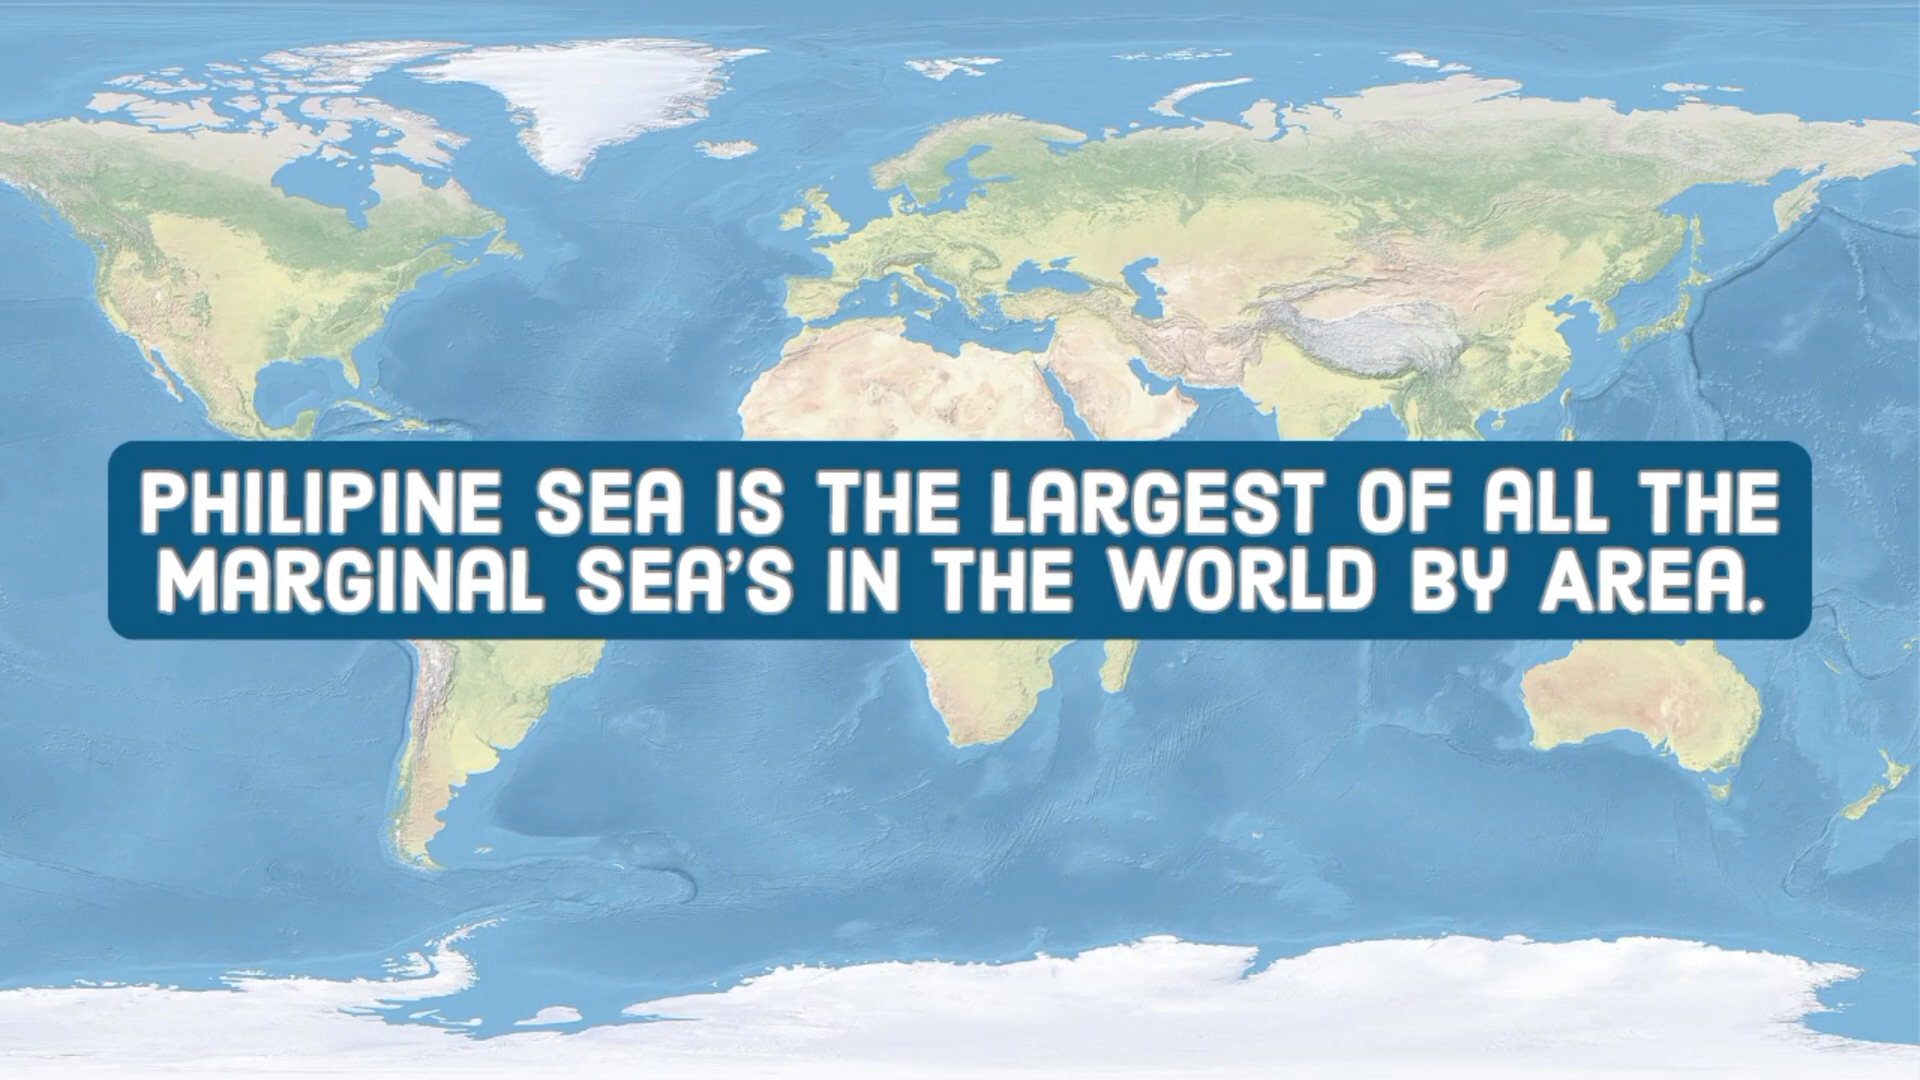 PHILIPINE SEA IS THE LARGEST OF ALL THE
MARGINAL SEA'S IN THE WORLD BY AREA.